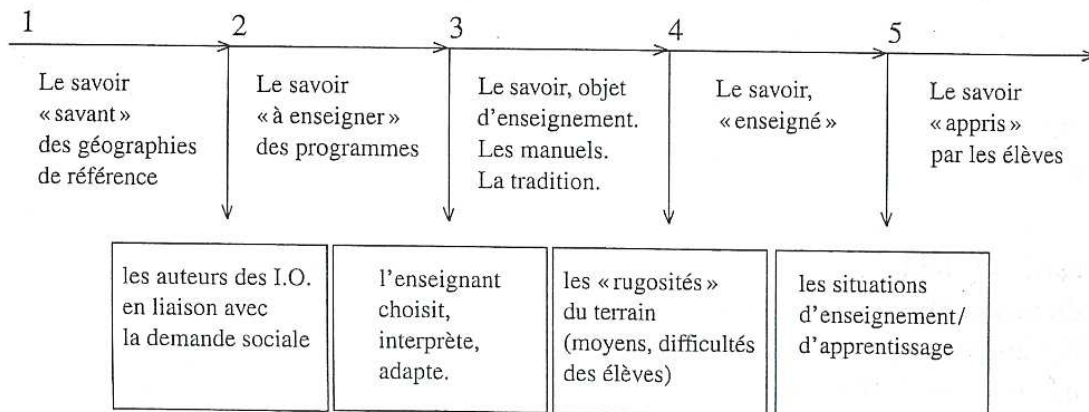 1
2
3
4
5
Le savoir
« savant »
des géographies
de référence
Le savoir
« à enseigner »
des programmes
Le savoir, objet
d'enseignement.
Les manuels.
La tradition.
Le savoir,
« enseigné »
Le savoir
« appris »
par les élèves
les auteurs des I.O.
en liaison avec
la demande sociale
l'enseignant
choisit,
interprète,
adapte.
les « rugosités »
du terrain
(moyens, difficultés
des élèves)
les situations
d'enseignement/
d'apprentissage